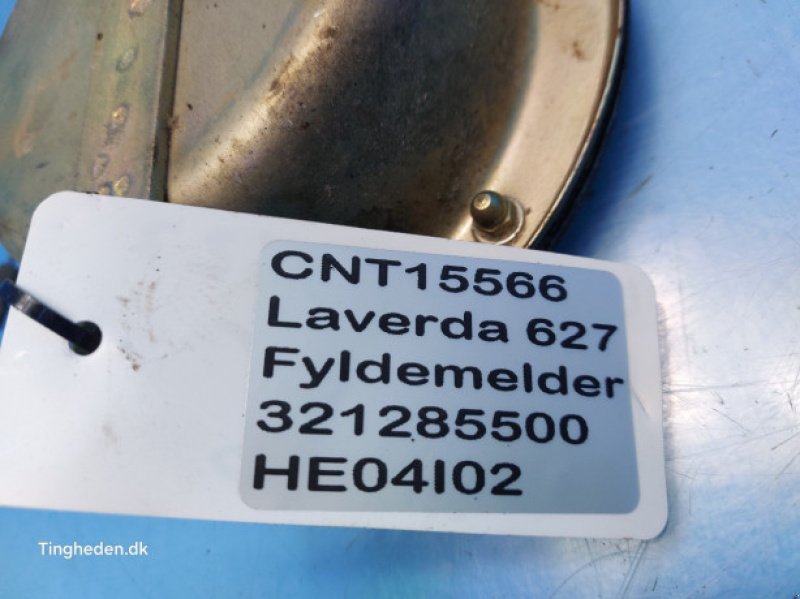 CNT15566
Laverda 627
Fyldemelder
321285500
HE04I02
Tingheden.dk